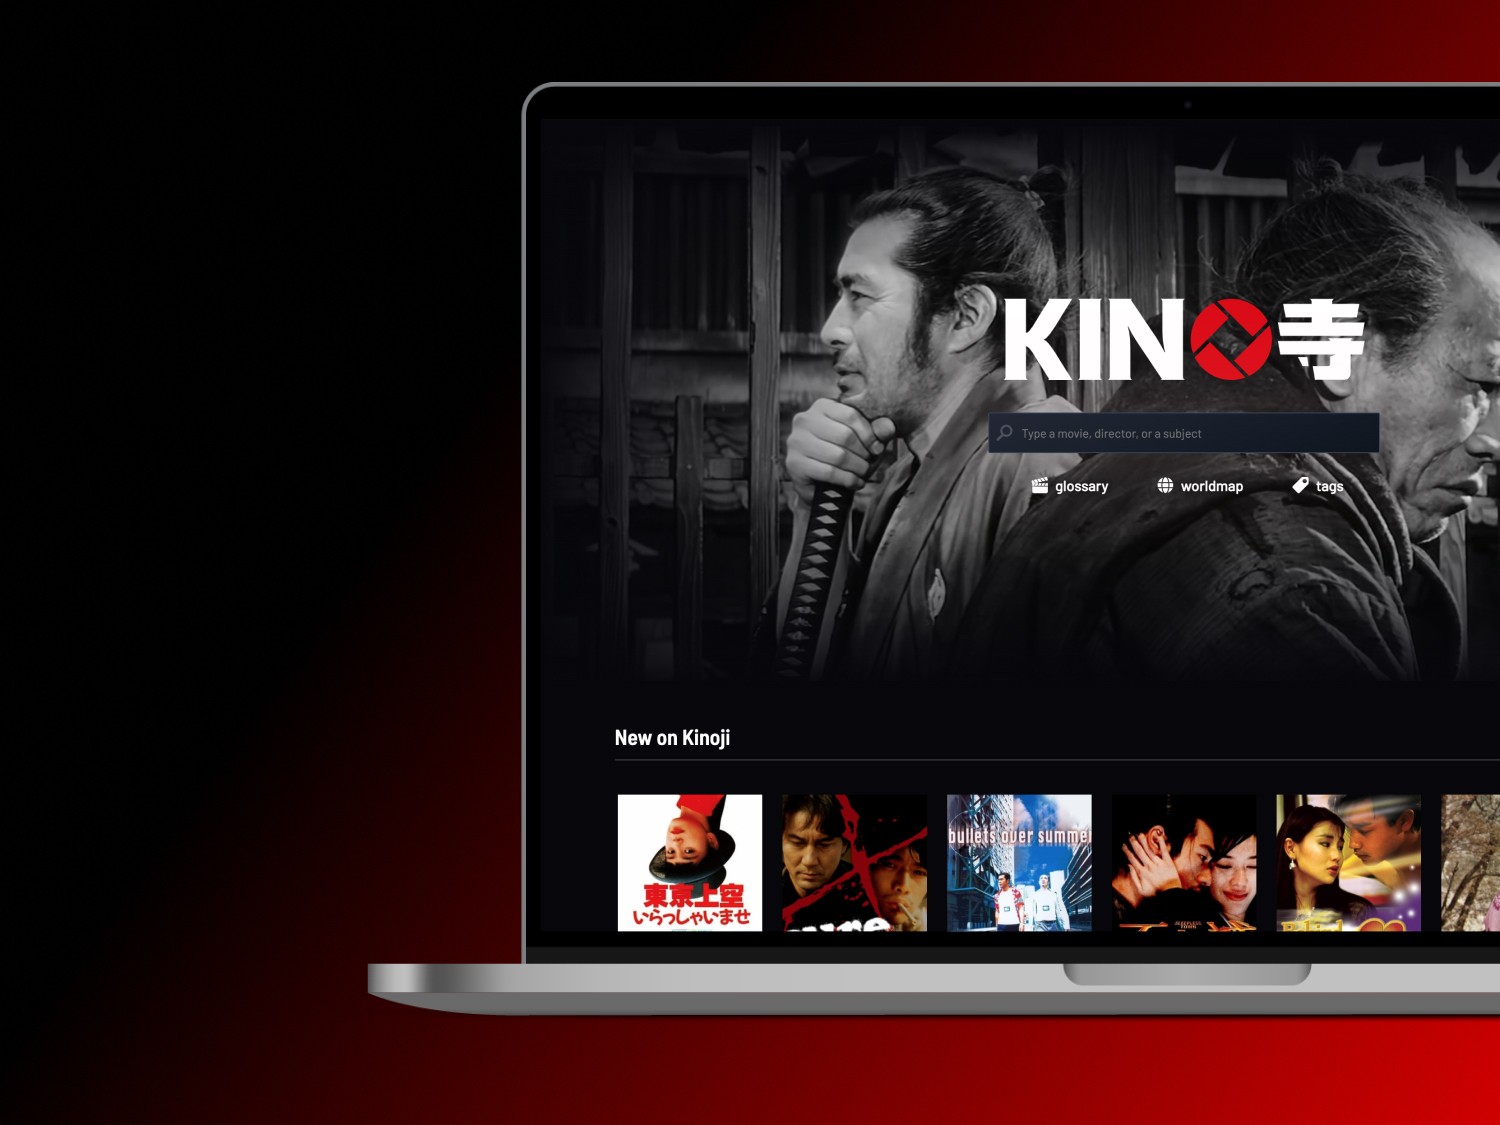 KINO寺
Type a movie, director, or a subject
glossary worldmap tags
New on Kinoji
東京上空
いらっしゃいませ
bullets over summer